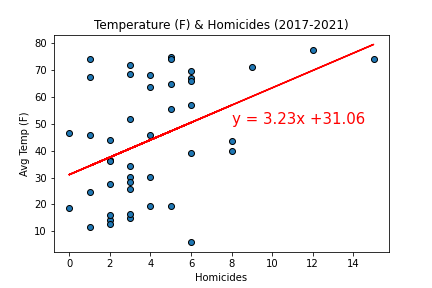 Temperature (F) & Homicides (2017-2021)
Avg Temp (F)
80
70
60
50
40
30
20
10
y = 3.23x +31.06
0 2 4 6 8 10 12 14
Homicides